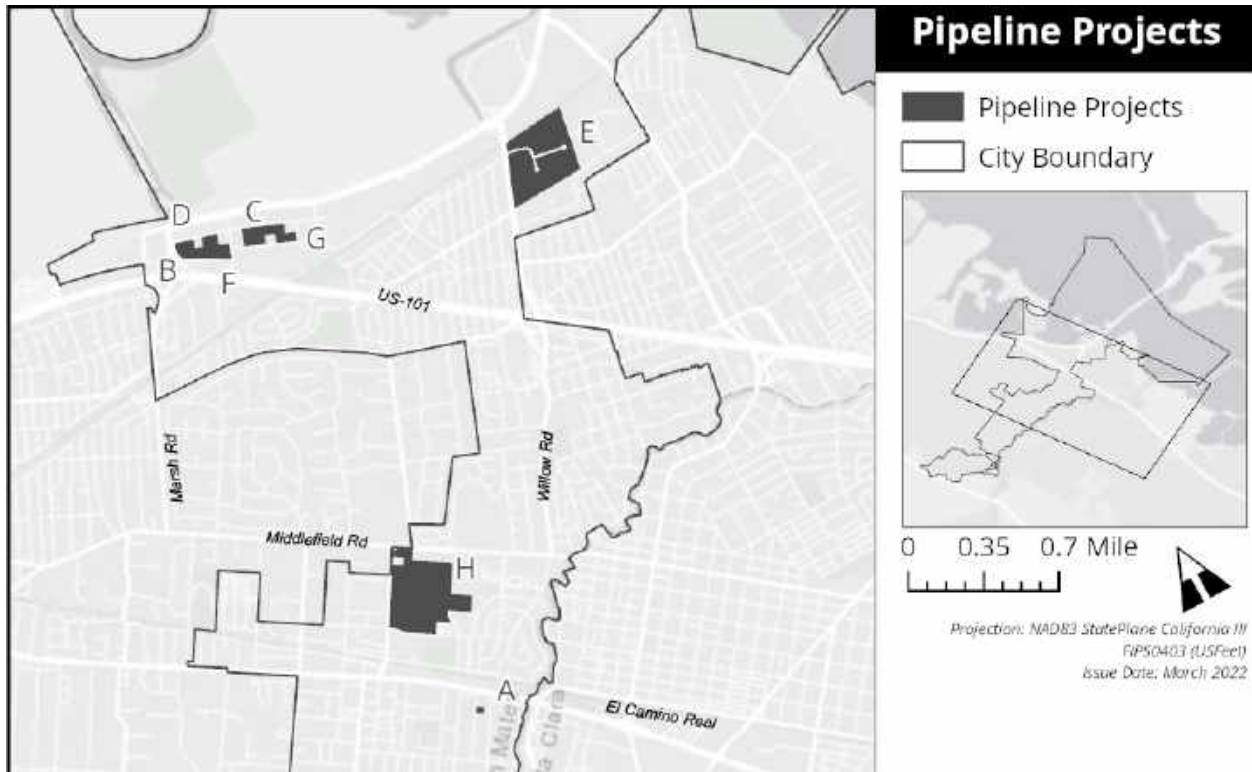 Pipeline Projects
Pipeline Projects
City Boundary
0 0.35 0.7 Mile
Projection: NAD83 StatePlane California III
FIPS0403 (USFeet)
Issue Date: March 2022
E
D
C
G
B
F
US-101
Marsh Rd
Willow Rd
Middlefield Rd
H
A
El Camino Real